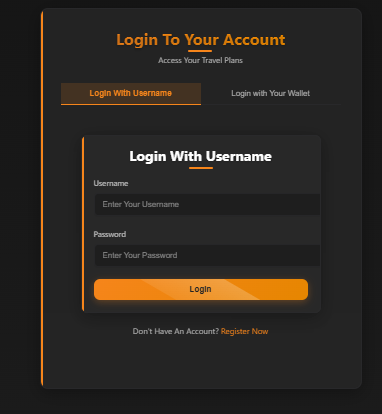 Login To Your Account
Access Your Travel Plans
Login With Username
Login with Your Wallet
Login With Username
Username
Enter Your Username
Password
Enter Your Password
Login
Don't Have An Account? Register Now